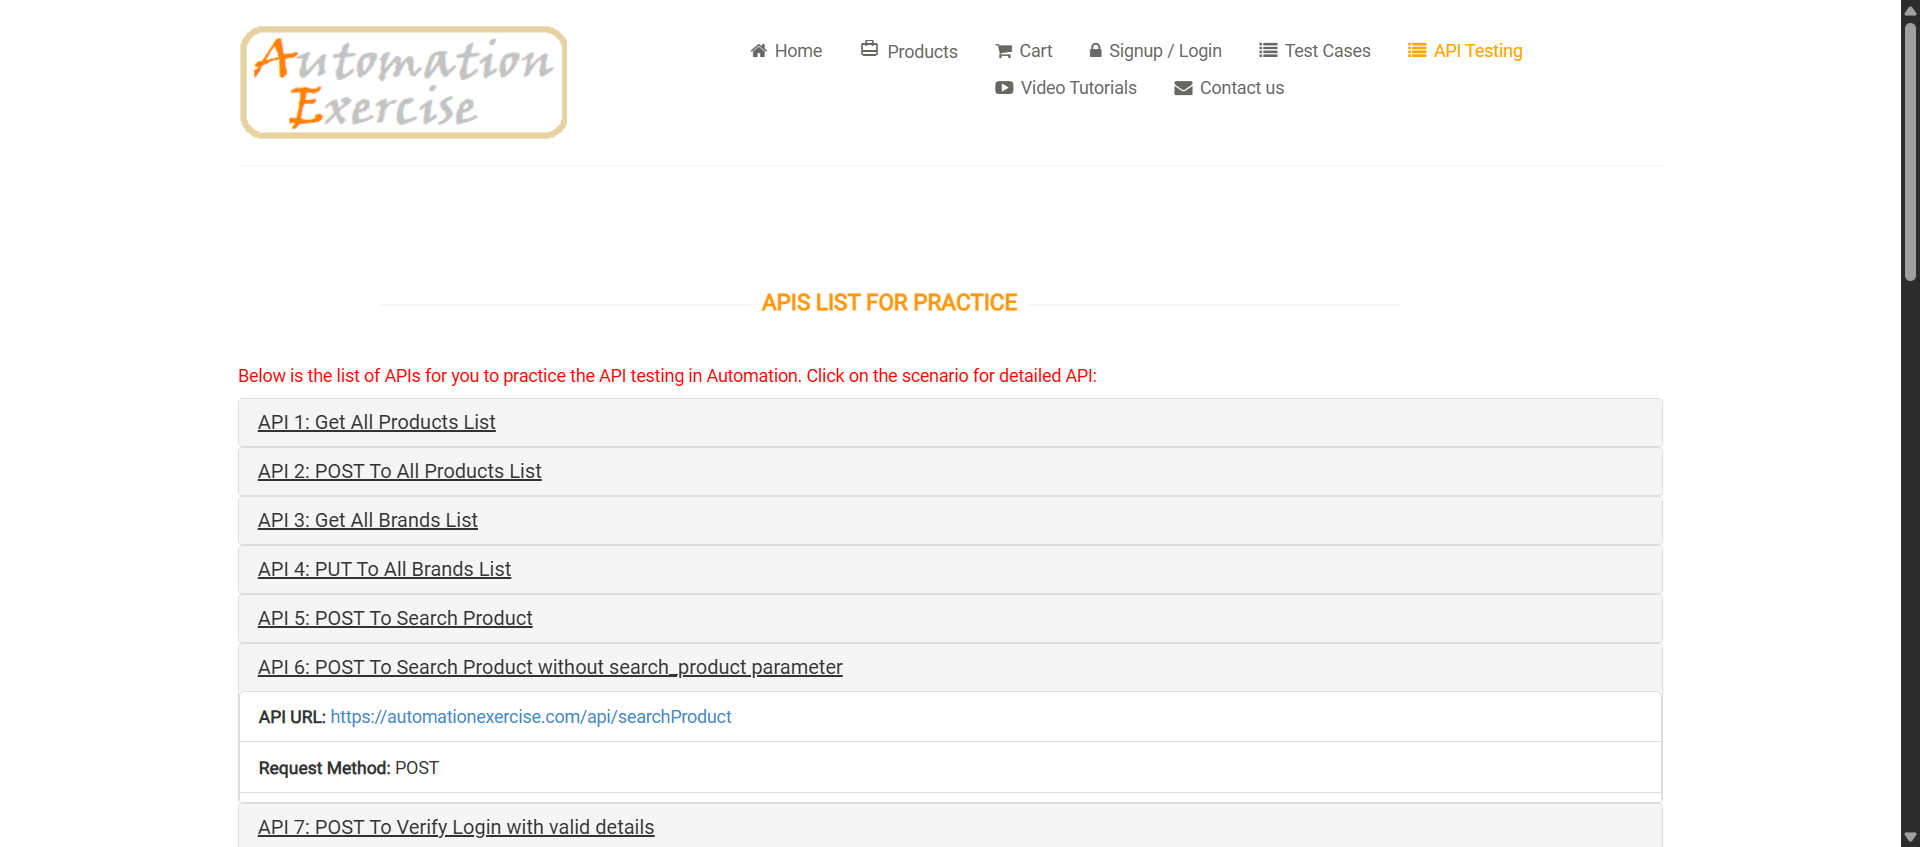 Automation
Exercise
Home
Products
Cart
Signup / Login
Test Cases
API Testing
Video Tutorials
Contact us
APIS LIST FOR PRACTICE
Below is the list of APIs for you to practice the API testing in Automation. Click on the scenario for detailed API:
API 1: Get All Products List
API 2: POST To All Products List
API 3: Get All Brands List
API 4: PUT To All Brands List
API 5: POST To Search Product
API 6: POST To Search Product without search_product parameter
API URL: https://automationexercise.com/api/searchProduct
Request Method: POST
API 7: POST To Verify Login with valid details